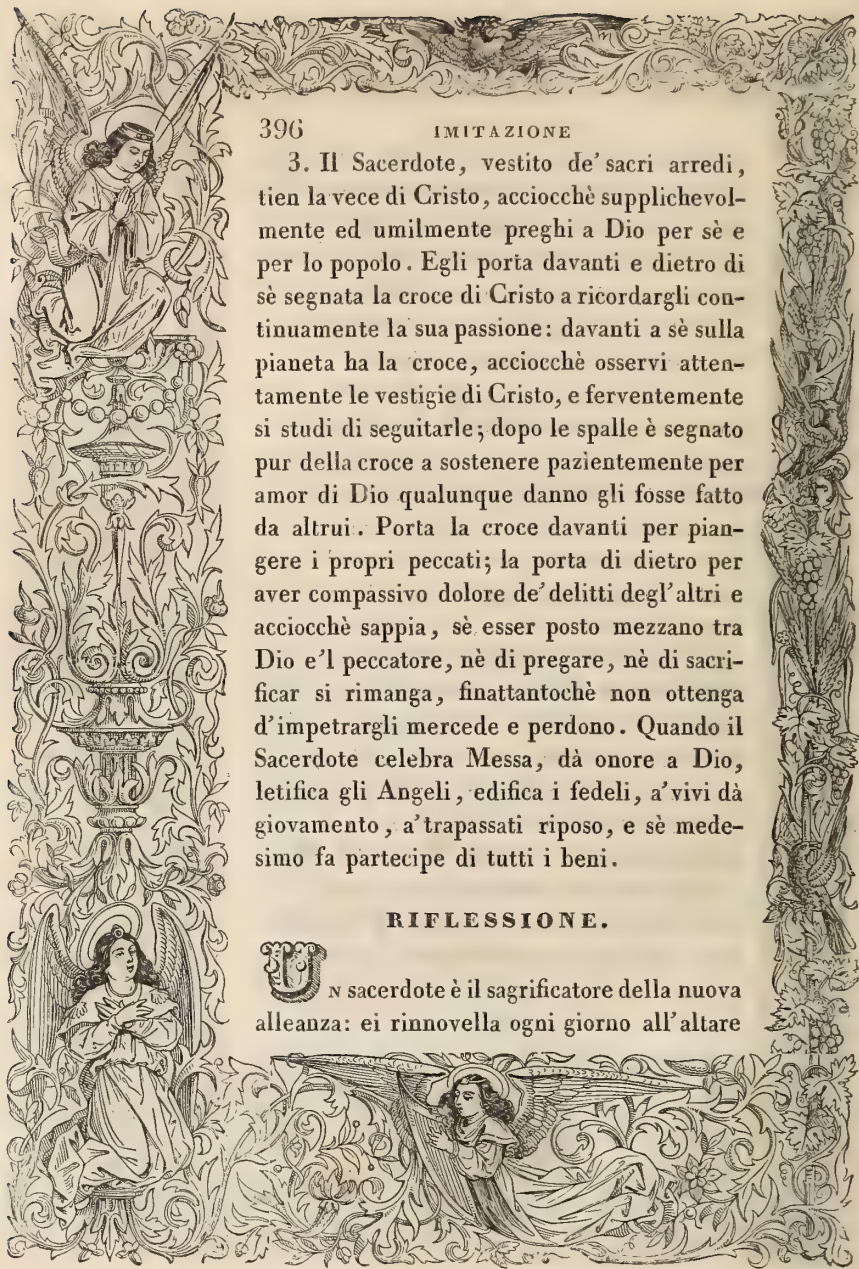 396 IMITAZIONE
3. Il Sacerdote, vestito de' sacri arredi,
tien la vece di Cristo, acciocchè supplichevol-
mente ed umilmente preghi a Dio per sè e
per lo popolo. Egli porta davanti e dietro di
sè segnata la croce di Cristo a ricordargli con-
tinuamente la sua passione: davanti a sè sulla
pianeta ha la croce, acciocchè osservi atten-
tamente le vestigie di Cristo, e ferventemente
si studi di seguitarle; dopo le spalle è segnato
pur della croce a sostenere pazientemente per
amor di Dio qualunque danno gli fosse fatto
da altrui. Porta la croce davanti per pian-
gere i propri peccati; la porta di dietro per
aver compassivo dolore de' delitti degl'altri e
acciocchè sappia, sè esser posto mezzano tra
Dio e'l peccatore, nè di pregare, nè di sacri-
ficar si rimanga, finattantochè non ottenga
d'impetrargli mercede e perdono. Quando il
Sacerdote celebra Messa, dà onore a Dio,
letifica gli Angeli, edifica i fedeli, a'vivi dà
giovamento, a'trapassati riposo, e sè mede-
simo fa partecipe di tutti i beni.
RIFLESSIONE.
UN sacerdote è il sagrificatore della nuova
alleanza: ei rinnovella ogni giorno all'altare